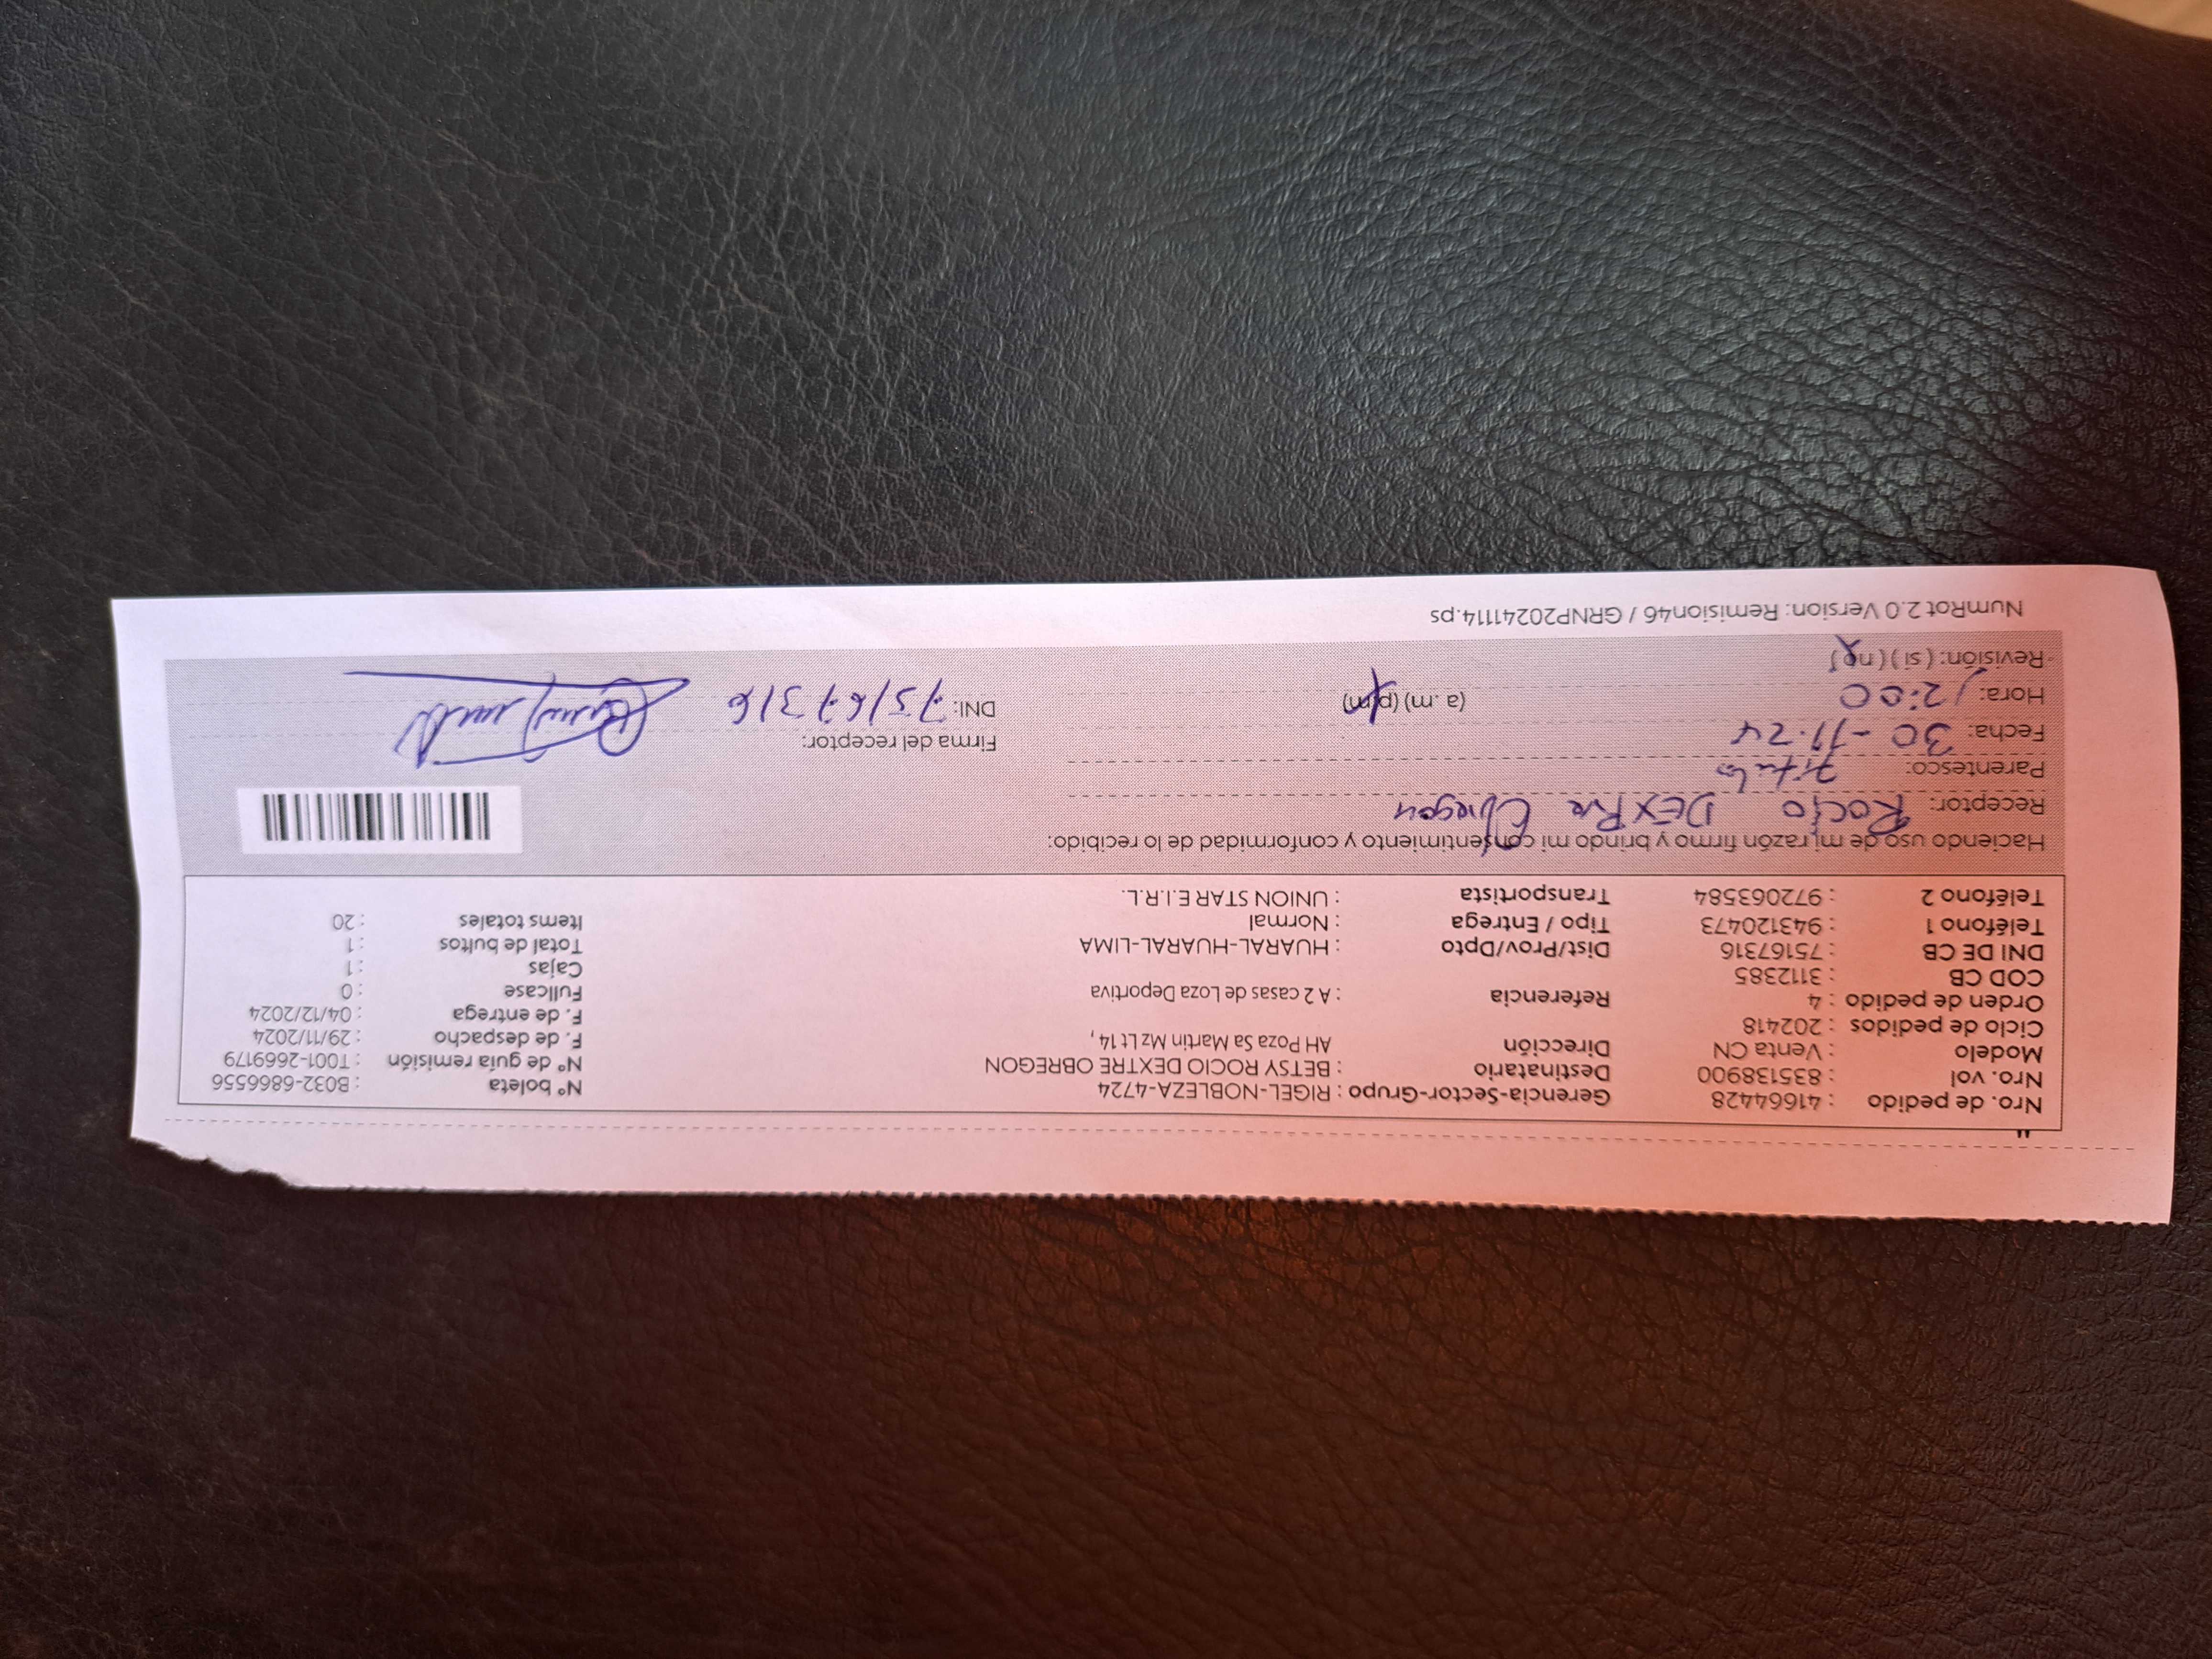 Nro. de pedido : 41664428 Gerencia-Sector-Grupo : RIGEL-NOBLEZA-4724 N° boleta : B032-6866556
Nro. vol : 835138900 Destinatario : BETSY ROCIO DEXTRE OBREGON N° de guía remisión : T001-2669179
Modelo : Venta CN Dirección AH Poza Sa Martin Mz Lt 14 , F. de despacho : 29/11/2024
Ciclo de pedidos : 202418 F. de entrega : 04/12/2024
Orden de pedido : 4 Referencia : A 2 casas de Loza Deportiva Fullcase : 0
COD CB : 3112385 Cajas : 1
DNI DE CB : 75167316 Dist/Prov/Dpto : HUARAL-HUARAL-LIMA Total de bultos : 1
Teléfono 1 : 943120473 Tipo / Entrega : Normal Items totales : 20
Teléfono 2 : 972063584 Transportista : UNION STAR E.I.R.L.
Haciendo uso de mi razón firmo y brindo mi consentimiento y conformidad de lo recibido:
Receptor: Rocio DEXTRE Obregon
Parentesco: Titular
Fecha: 30-11-24 Firma del receptor:
Hora: 12:00 (a. m) (p.m) DNI: 75167316
Revisión: (si) (no)
NumRot 2.0 Version: Remision46 / GRNP20241114.ps